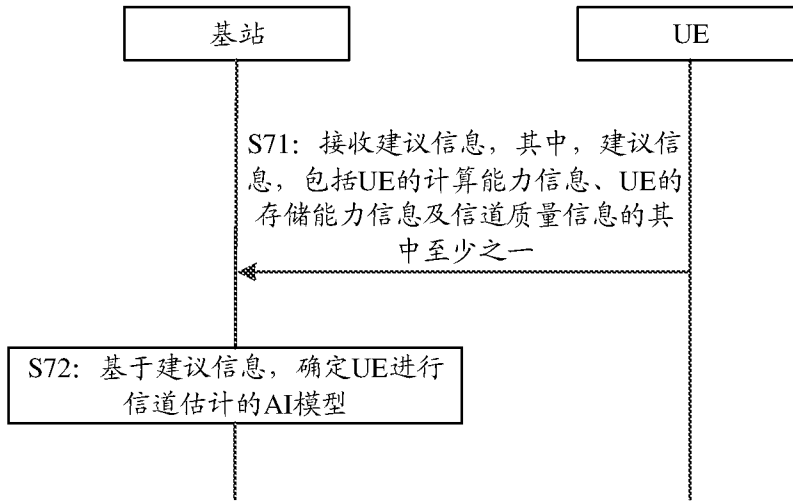 基站
UE
S71：接收建议信息，其中，建议信
息，包括UE的计算能力信息、UE的
存储能力信息及信道质量信息的其
中至少之一
S72：基于建议信息，确定UE进行
信道估计的AI模型